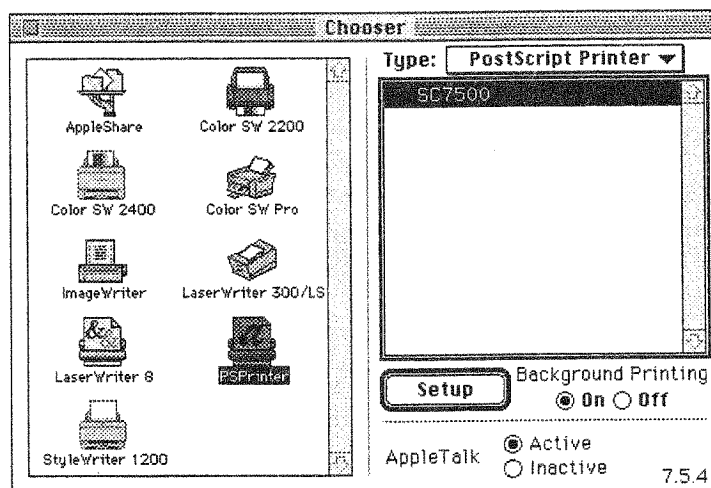 Chooser
AppleShare
Color SW 2200
Color SW 2400
Color SW Pro
ImageWriter
LaserWriter 300/LS
LaserWriter 8
PSPrinter
StyleWriter 1200
Type: PostScript Printer
SC7500
Setup
Background Printing
On Off
AppleTalk
Active
Inactive
7.5.4